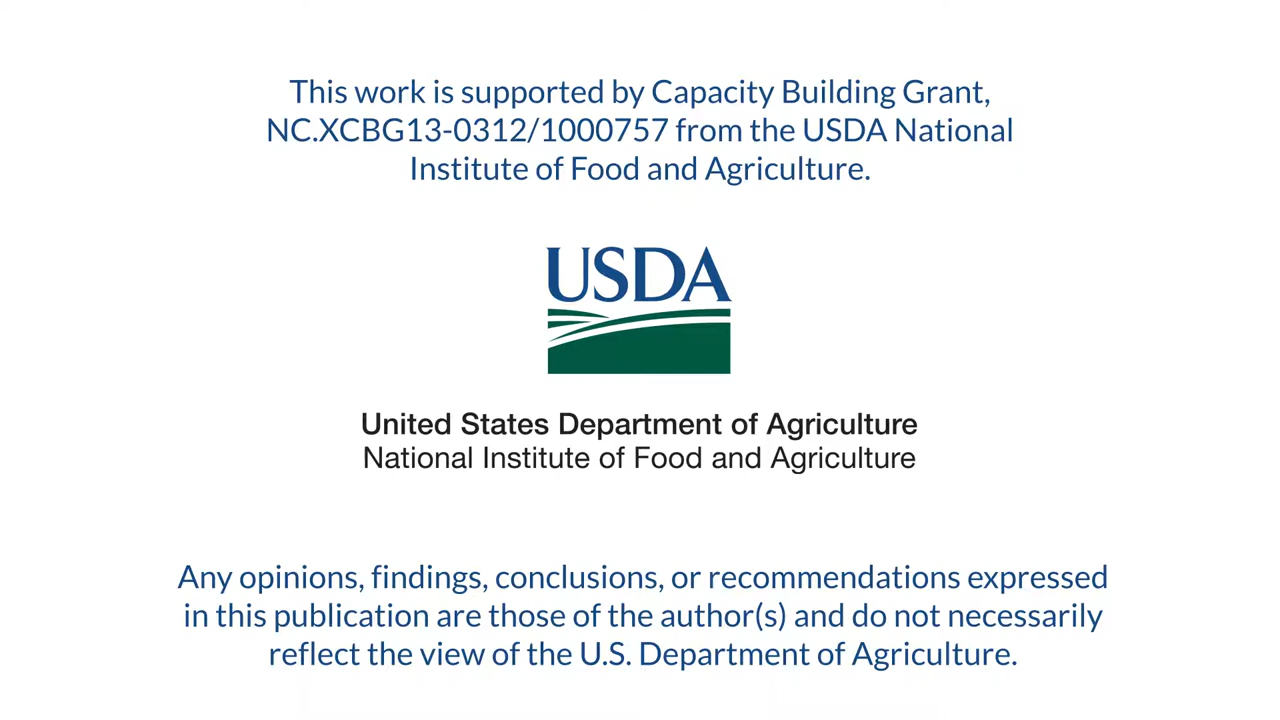 This work is supported by Capacity Building Grant,
NC.XCBG13-0312/1000757 from the USDA National
Institute of Food and Agriculture.
USDA
United States Department of Agriculture
National Institute of Food and Agriculture
Any opinions, findings, conclusions, or recommendations expressed
in this publication are those of the author(s) and do not necessarily
reflect the view of the U.S. Department of Agriculture.